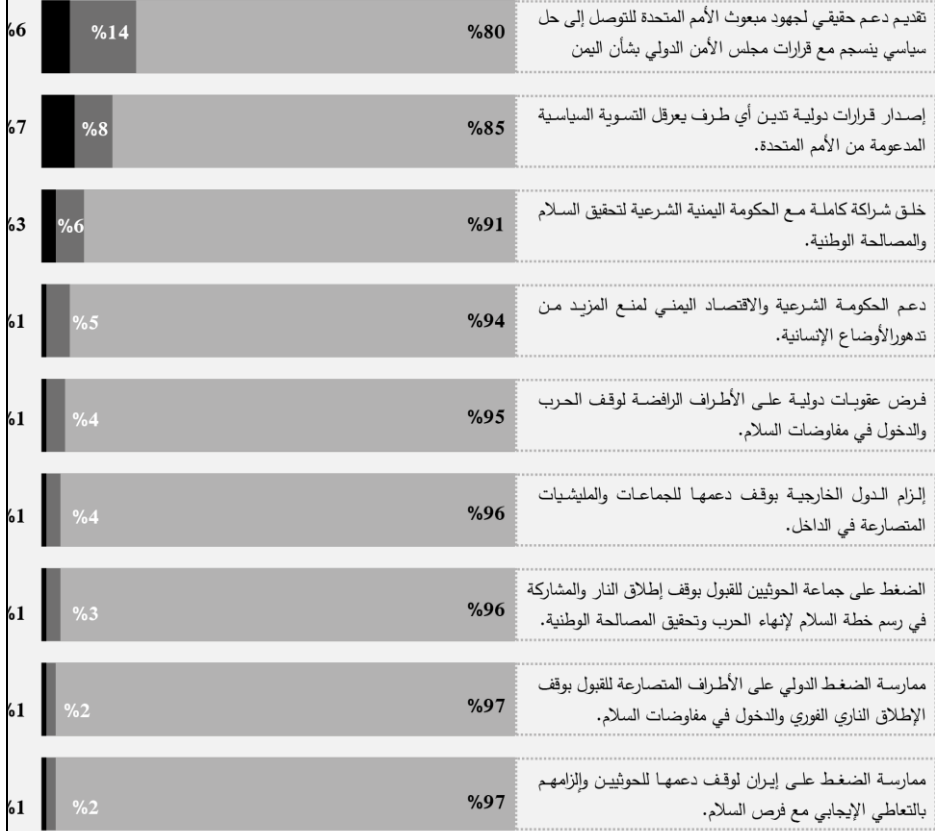 تقديم دعم حقيقي لجهود مبعوث الأمم المتحدة للتوصل إلى حل
سياسي ينسجم مع قرارات مجلس الأمن الدولي بشأن اليمن
%80 %14 %6
إصدار قرارات دولية تدين أي طرف يعرقل التسوية السياسية
المدعومة من الأمم المتحدة.
%85 %8 %7
خلق شراكة كاملة مع الحكومة اليمنية الشرعية لتحقيق السلام
والمصالحة الوطنية.
%91 %6 %3
دعم الحكومة الشرعية والاقتصاد اليمني لمنع المزيد من
تدهورالأوضاع الإنسانية.
%94 %5 %1
فرض عقوبات دولية على الأطراف الرافضة لوقف الحرب
والدخول في مفاوضات السلام.
%95 %4 %1
إلزام الدول الخارجية بوقف دعمها للجماعات والمليشيات
المتصارعة في الداخل.
%96 %4 %1
الضغط على جماعة الحوثيين للقبول بوقف إطلاق النار والمشاركة
في رسم خطة السلام لإنهاء الحرب وتحقيق المصالحة الوطنية.
%96 %3 %1
ممارسة الضغط الدولي على الأطراف المتصارعة للقبول بوقف
الإطلاق الناري الفوري والدخول في مفاوضات السلام.
%97 %2 %1
ممارسة الضغط على إيران لوقف دعمها للحوثيين وإلزامهم
بالتعاطي الإيجابي مع فرص السلام.
%97 %2 %1